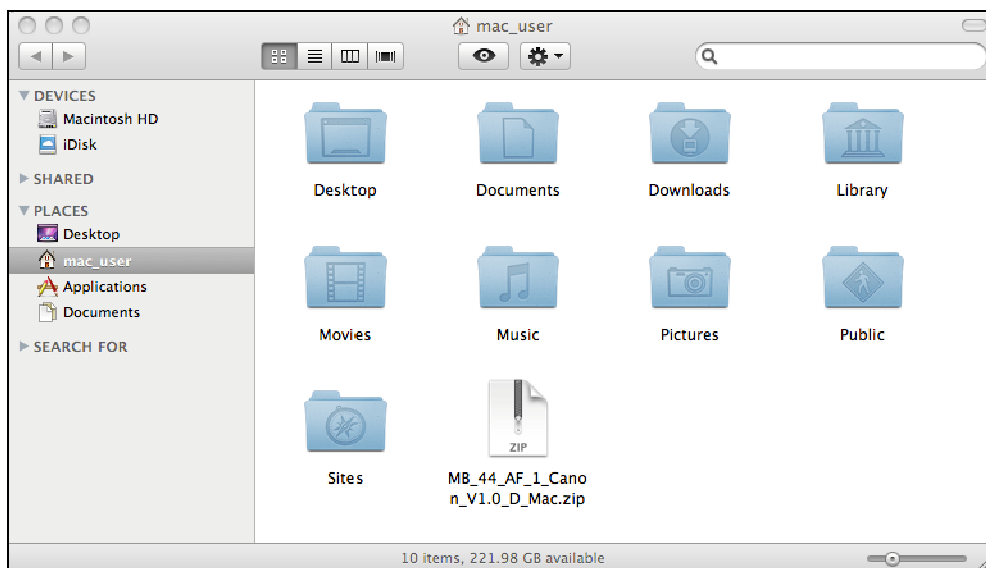 mac_user
DEVICES
Macintosh HD
iDisk
SHARED
PLACES
Desktop
mac_user
Applications
Documents
SEARCH FOR
Desktop
Documents
Downloads
Library
Movies
Music
Pictures
Public
Sites
ZIP
MB_44_AF_1_Cano
n_V1.0_D_Mac.zip
10 items, 221.98 GB available